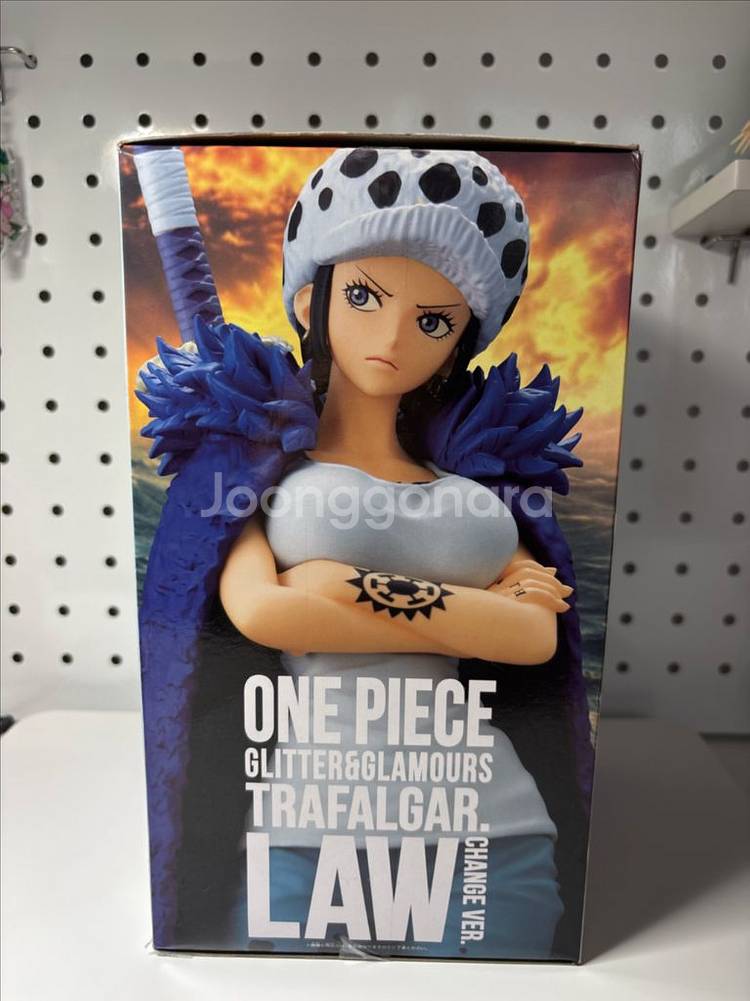 Joonggonara
ONE PIECE
GLITTER&GLAMOURS
TRAFALGAR.
LAW
CHANGE VER.